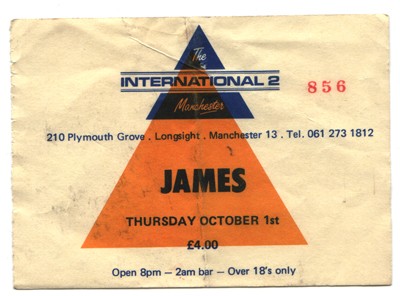 The
INTERNATIONAL 2
Manchester
856
210 Plymouth Grove . Longsight . Manchester 13 . Tel. 061 273 1812
JAMES
THURSDAY OCTOBER 1st
£4.00
Open 8pm — 2am bar — Over 18's only